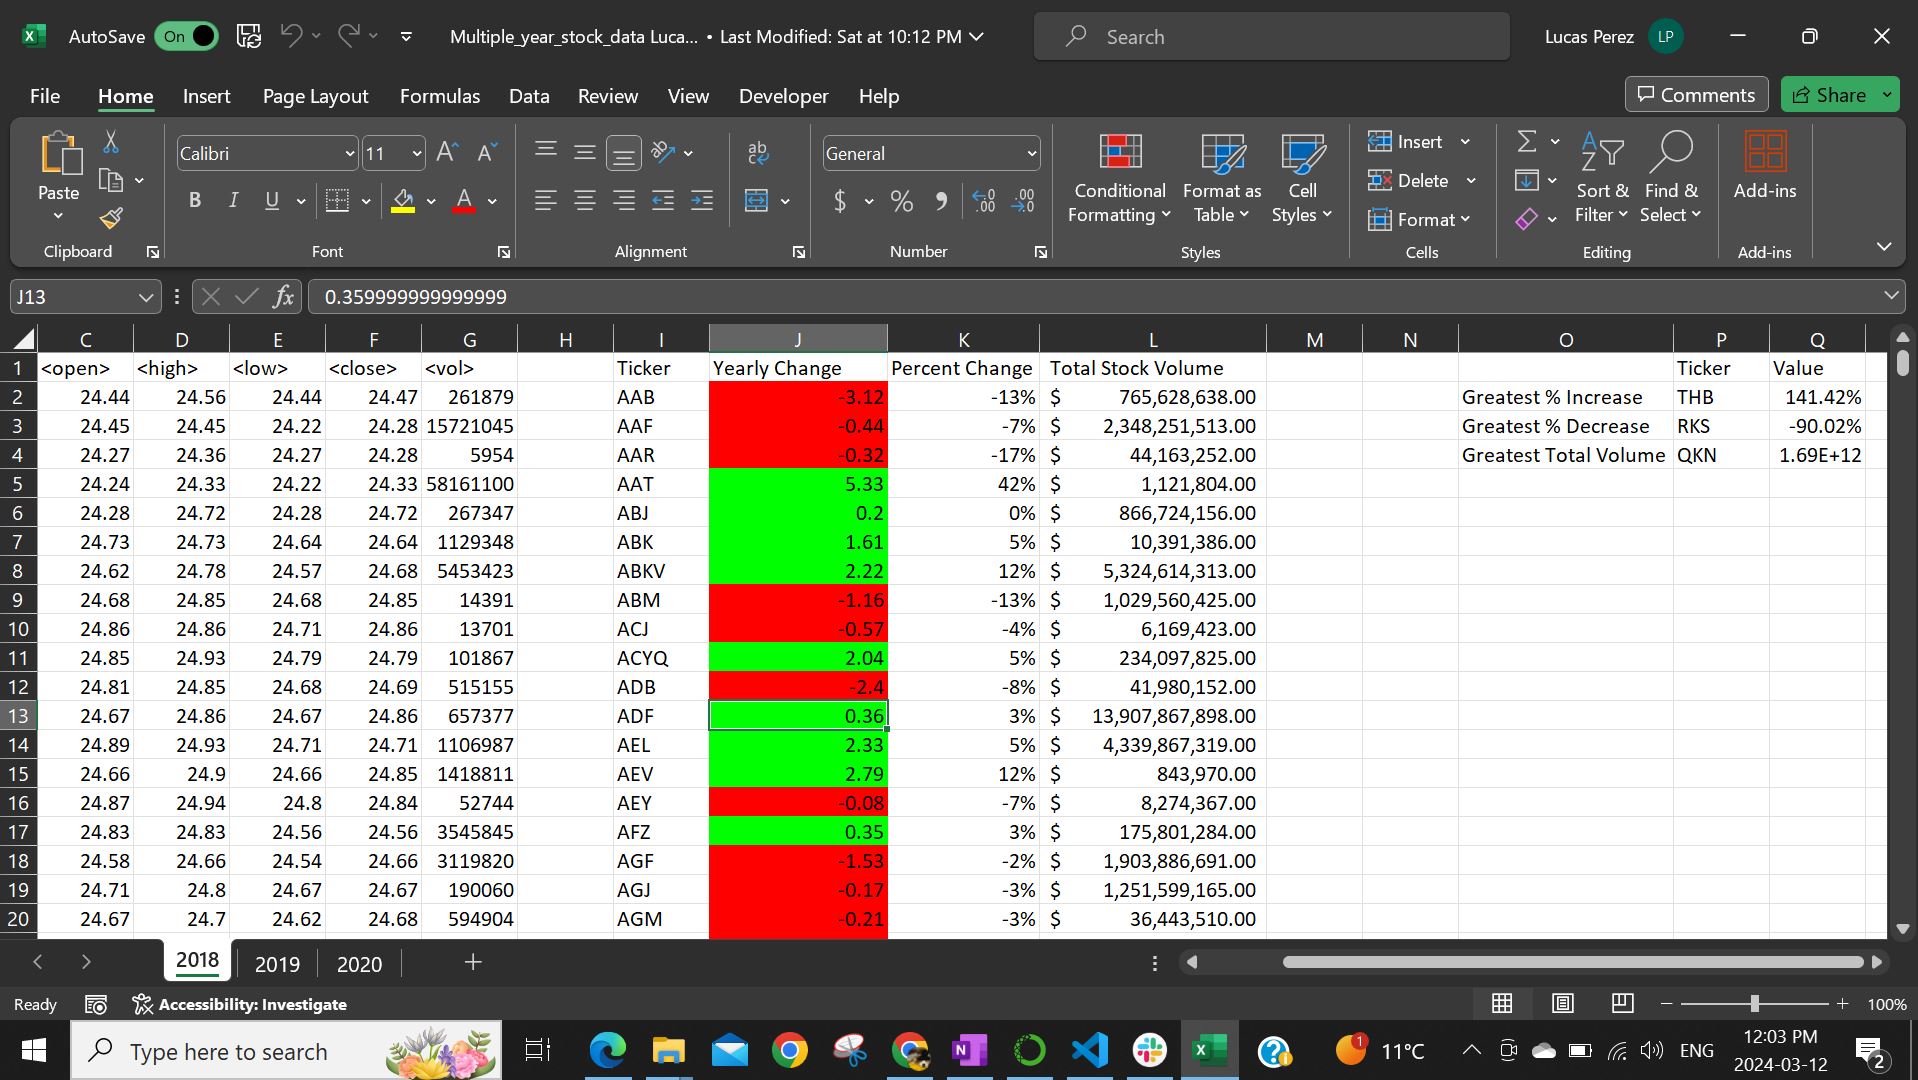 AutoSave On Multiple_year_stock_data Luca... • Last Modified: Sat at 10:12 PM Search Lucas Perez LP
File Home Insert Page Layout Formulas Data Review View Developer Help Comments Share
Paste Calibri 11 General Conditional Formatting Format as Table Cell Styles Insert Delete Format Sort & Filter Find & Select Add-ins
Clipboard Font Alignment Number Styles Cells Editing Add-ins
J13 fx 0.359999999999999
C D E F G H I J K L M N O P Q
1 <open> <high> <low> <close> <vol> Ticker Yearly Change Percent Change Total Stock Volume Ticker Value
2 24.44 24.56 24.44 24.47 261879 AAB -3.12 -13% $ 765,628,638.00 Greatest % Increase THB 141.42%
3 24.45 24.45 24.22 24.28 15721045 AAF -0.44 -7% $ 2,348,251,513.00 Greatest % Decrease RKS -90.02%
4 24.27 24.36 24.27 24.28 5954 AAR -0.32 -17% $ 44,163,252.00 Greatest Total Volume QKN 1.69E+12
5 24.24 24.33 24.22 24.33 58161100 AAT 5.33 42% $ 1,121,804.00
6 24.28 24.72 24.28 24.72 267347 ABJ 0.2 0% $ 866,724,156.00
7 24.73 24.73 24.64 24.64 1129348 ABK 1.61 5% $ 10,391,386.00
8 24.62 24.78 24.57 24.68 5453423 ABKV 2.22 12% $ 5,324,614,313.00
9 24.68 24.85 24.68 24.85 14391 ABM -1.16 -13% $ 1,029,560,425.00
10 24.86 24.86 24.71 24.86 13701 ACJ -0.57 -4% $ 6,169,423.00
11 24.85 24.93 24.79 24.79 101867 ACYQ 2.04 5% $ 234,097,825.00
12 24.81 24.85 24.68 24.69 515155 ADB -2.4 -8% $ 41,980,152.00
13 24.67 24.86 24.67 24.86 657377 ADF 0.36 3% $ 13,907,867,898.00
14 24.89 24.93 24.71 24.71 1106987 AEL 2.33 5% $ 4,339,867,319.00
15 24.66 24.9 24.66 24.85 1418811 AEV 2.79 12% $ 843,970.00
16 24.87 24.94 24.8 24.84 52744 AEY -0.08 -7% $ 8,274,367.00
17 24.83 24.83 24.56 24.56 3545845 AFZ 0.35 3% $ 175,801,284.00
18 24.58 24.66 24.54 24.66 3119820 AGF -1.53 -2% $ 1,903,886,691.00
19 24.71 24.8 24.67 24.67 190060 AGJ -0.17 -3% $ 1,251,599,165.00
20 24.67 24.7 24.62 24.68 594904 AGM -0.21 -3% $ 36,443,510.00
2018 2019 2020
Ready Accessibility: Investigate 100%
Type here to search 1 11°C ENG 12:03 PM
2024-03-12 2